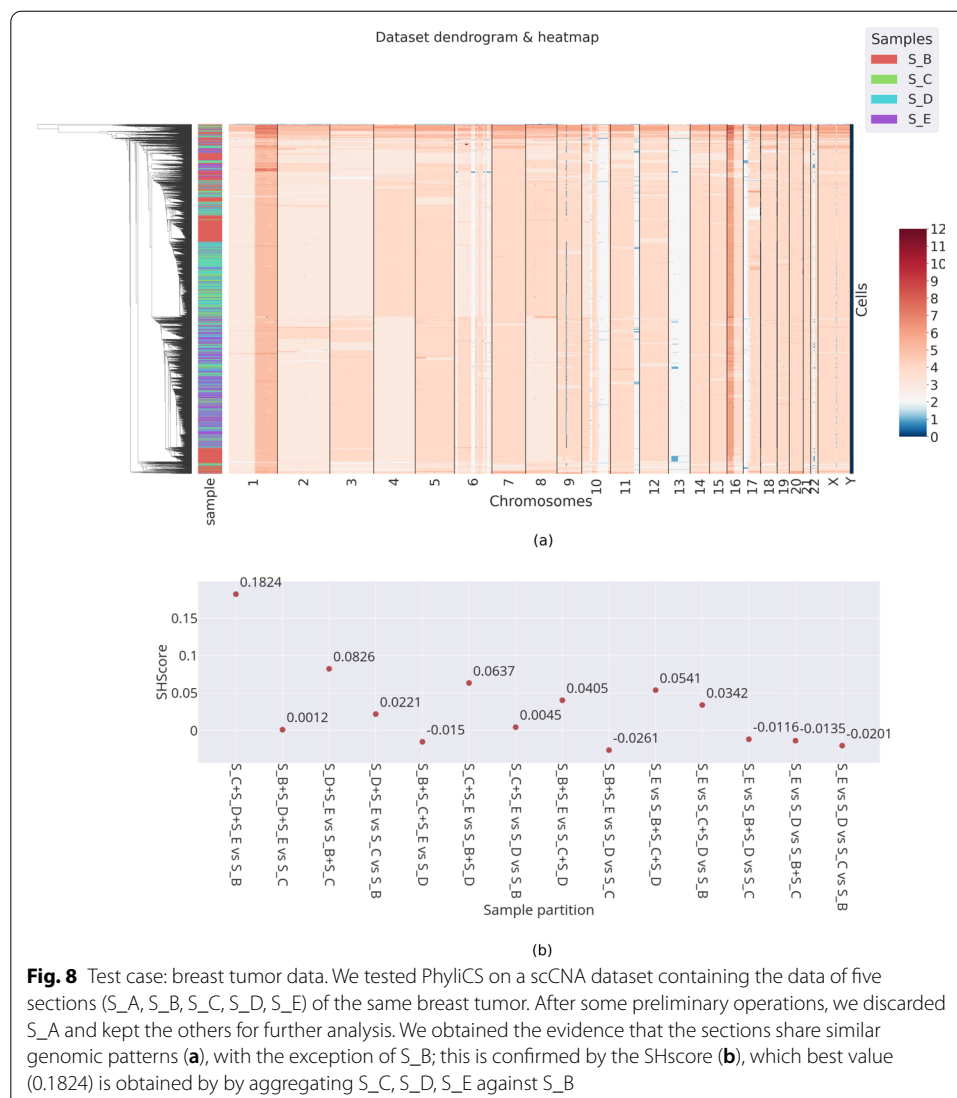 Dataset dendrogram & heatmap
Samples
S_B
S_C
S_D
S_E
12
11
10
9
8
7
6
5
4
3
2
1
0
Cells
sample
1
2
3
4
5
6
7
8
9
10
11
12
13
14
15
16
17
18
19
20
21
22
X
Y
Chromosomes
(a)
SHScore
0.15
0.1
0.05
0
0.1824
0.0012
0.0826
0.0221
-0.015
0.0637
0.0045
0.0405
-0.0261
0.0541
0.0342
-0.0116
-0.0135
-0.0201
S_C+S_D+S_E vs S_B
S_B+S_D+S_E vs S_C
S_D+S_E vs S_B+S_C
S_D+S_E vs S_C vs S_B
S_B+S_C+S_E vs S_D
S_C+S_E vs S_B+S_D
S_C+S_E vs S_D vs S_B
S_B+S_E vs S_C+S_D
S_B+S_E vs S_D vs S_C
S_E vs S_B+S_C+S_D
S_E vs S_C+S_D vs S_B
S_E vs S_B+S_D vs S_C
S_E vs S_D vs S_B+S_C
S_E vs S_D vs S_C vs S_B
Sample partition
(b)
Fig. 8 Test case: breast tumor data. We tested PhyliCS on a scCNA dataset containing the data of five
sections (S_A, S_B, S_C, S_D, S_E) of the same breast tumor. After some preliminary operations, we discarded
S_A and kept the others for further analysis. We obtained the evidence that the sections share similar
genomic patterns (a), with the exception of S_B; this is confirmed by the SHscore (b), which best value
(0.1824) is obtained by by aggregating S_C, S_D, S_E against S_B